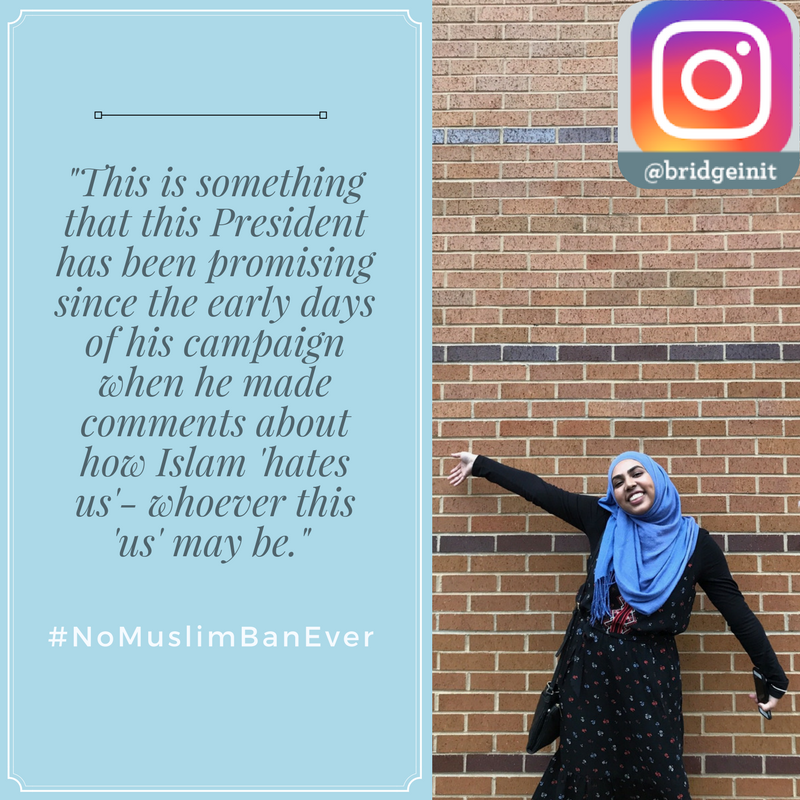 "This is something
that this President
has been promising
since the early days
of his campaign
when he made
comments about
how Islam 'hates
us'- whoever this
'us' may be."
#NoMuslimBanEver
@bridgeinit